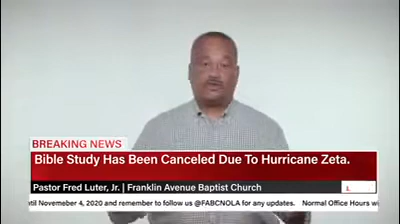 BREAKING NEWS
Bible Study Has Been Canceled Due To Hurricane Zeta.
Pastor Fred Luter, Jr. | Franklin Avenue Baptist Church
until Novemeber 4, 2020 and remember to follow us @FABCNOLA for any updates. Normal Office Hours wi